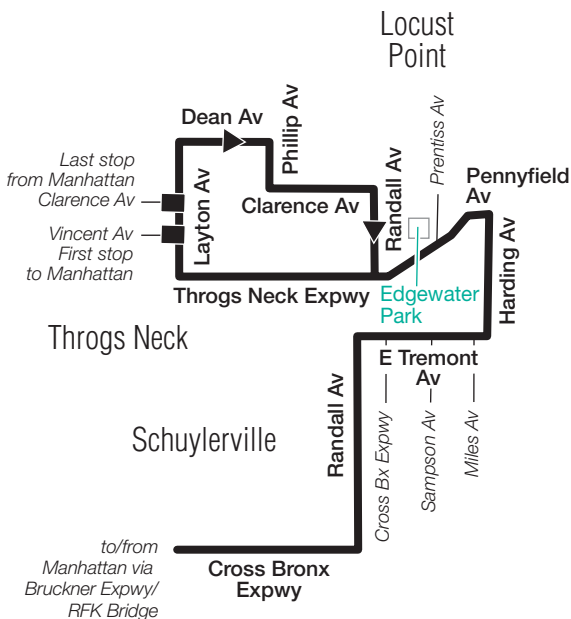 Locust
Point
Dean Av
Phillip Av
Prentiss Av
Last stop
from Manhattan
Clarence Av
Layton Av
Clarence Av
Randall Av
Pennyfield
Av
Vincent Av
First stop
to Manhattan
Harding Av
Throgs Neck Expwy
Edgewater
Park
Throgs Neck
E Tremont
Av
Randall Av
Cross Bx Expwy
Sampson Av
Miles Av
Schuylerville
to/from
Manhattan via
Bruckner Expwy/
RFK Bridge
Cross Bronx
Expwy